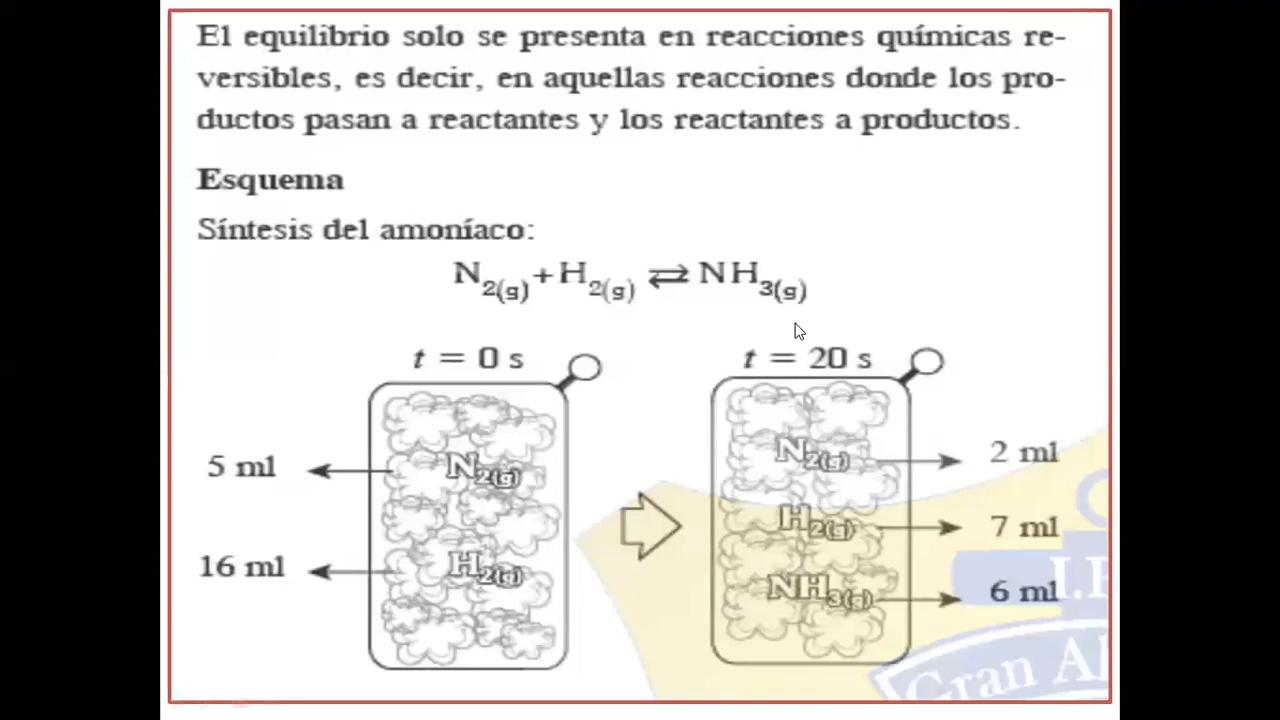 El equilibrio solo se presenta en reacciones químicas re-
versibles, es decir, en aquellas reacciones donde los pro-
ductos pasan a reactantes y los reactantes a productos.
Esquema
Síntesis del amoníaco:
N2(g) + H2(g) ⇄ NH3(g)
t = 0 s
5 ml
N2(g)
16 ml
H2(g)
t = 20 s
N2(g)
2 ml
H2(g)
7 ml
NH3(g)
6 ml
Gran